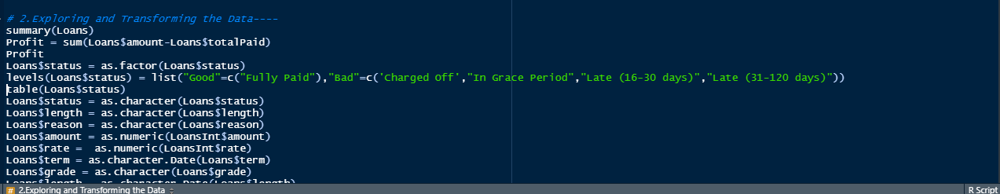 # 2.Exploring and Transforming the Data----
summary(Loans)
Profit = sum(Loans$amount-Loans$totalPaid)
Profit
Loans$status = as.factor(Loans$status)
levels(Loans$status) = list("Good"=c("Fully Paid"),"Bad"=c('Charged Off',"In Grace Period","Late (16-30 days)","Late (31-120 days)"))
table(Loans$status)
Loans$status = as.character(Loans$status)
Loans$length = as.character(Loans$length)
Loans$reason = as.character(Loans$reason)
Loans$amount = as.numeric(LoansInt$amount)
Loans$rate =  as.numeric(LoansInt$rate)
Loans$term = as.character.Date(Loans$term)
Loans$grade = as.character(Loans$grade)
Loans$length = as.character.Date(Loans$length)
# 2.Exploring and Transforming the Data
R Script